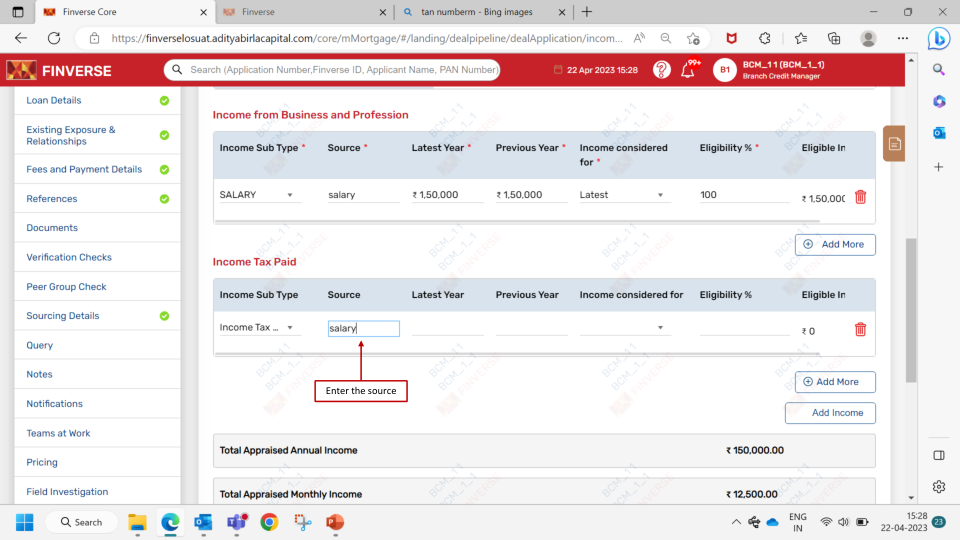 Finverse Core
Finverse
tan numberm - Bing images
https://finverselosuat.adityabirlacapital.com/core/mMortgage/#/landing/dealpipeline/dealApplication/incom...
FINVERSE
Search (Application Number,Finverse ID, Applicant Name, PAN Number)
22 Apr 2023 15:28
99+
B1
BCM_11 (BCM_1_1)
Branch Credit Manager
Loan Details
Existing Exposure &
Relationships
Fees and Payment Details
References
Documents
Verification Checks
Peer Group Check
Sourcing Details
Query
Notes
Notifications
Teams at Work
Pricing
Field Investigation
Income from Business and Profession
Income Sub Type * Source * Latest Year * Previous Year * Income considered for * Eligibility % * Eligible In
SALARY salary ₹ 1,50,000 ₹ 1,50,000 Latest 100 ₹ 1,50,000
Add More
Income Tax Paid
Income Sub Type Source Latest Year Previous Year Income considered for Eligibility % Eligible In
Income Tax ... salary ₹ 0
Enter the source
Add More
Add Income
Total Appraised Annual Income ₹ 150,000.00
Total Appraised Monthly Income ₹ 12,500.00
BCM_11
BCM_1_1
FINVERSE
Search
ENG
IN
15:28
22-04-2023
23